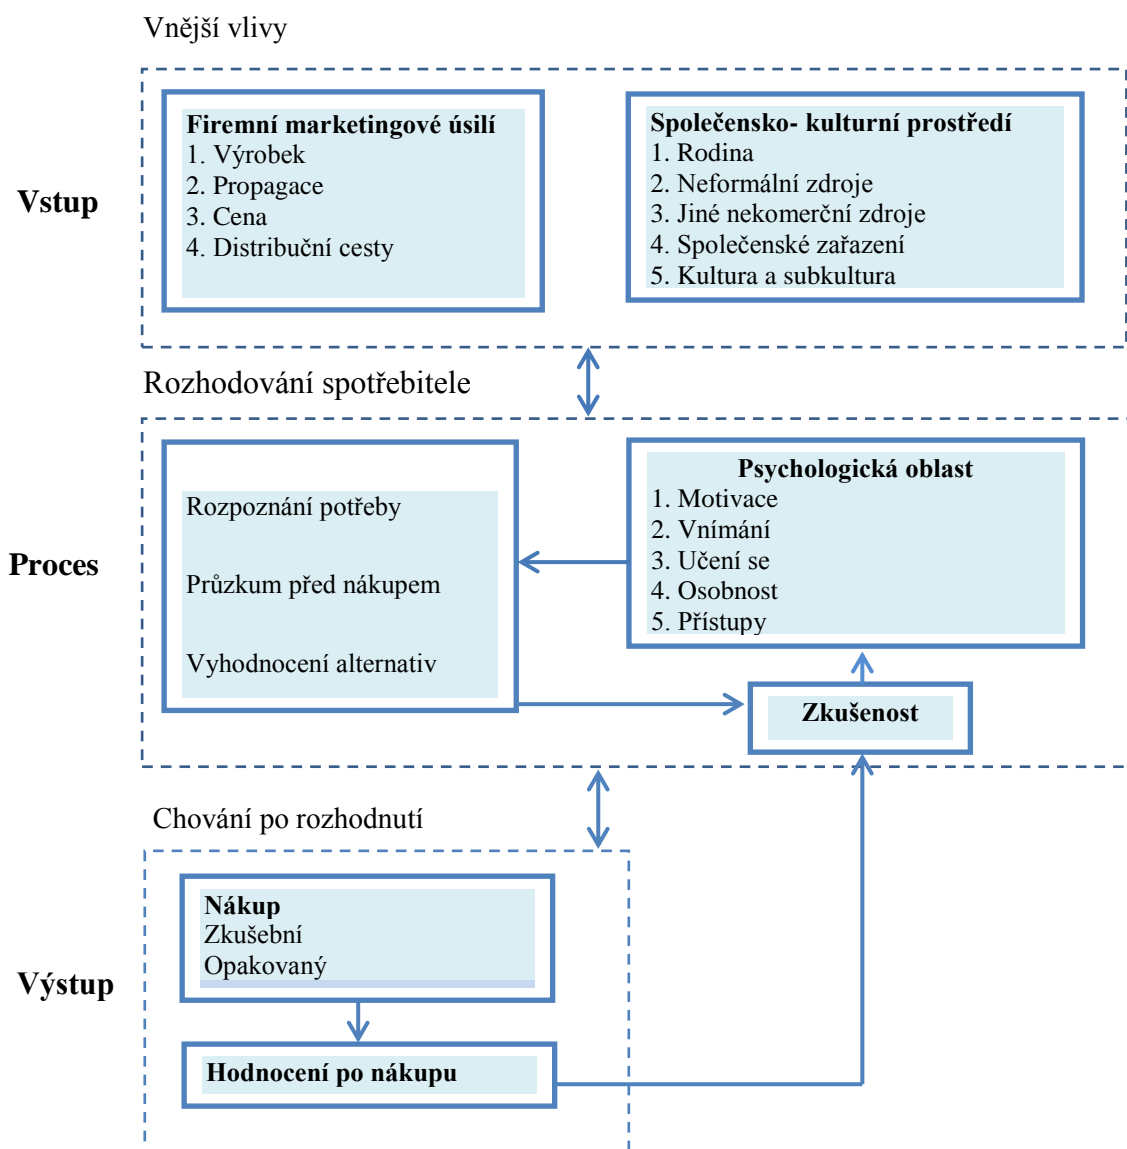 Vnější vlivy
Vstup
Firemní marketingové úsilí
1. Výrobek
2. Propagace
3. Cena
4. Distribuční cesty
Společensko- kulturní prostředí
1. Rodina
2. Neformální zdroje
3. Jiné nekomerční zdroje
4. Společenské zařazení
5. Kultura a subkultura
Rozhodování spotřebitele
Proces
Rozpoznání potřeby
Průzkum před nákupem
Vyhodnocení alternativ
Psychologická oblast
1. Motivace
2. Vnímání
3. Učení se
4. Osobnost
5. Přístupy
Zkušenost
Chování po rozhodnutí
Výstup
Nákup
Zkušební
Opakovaný
Hodnocení po nákupu